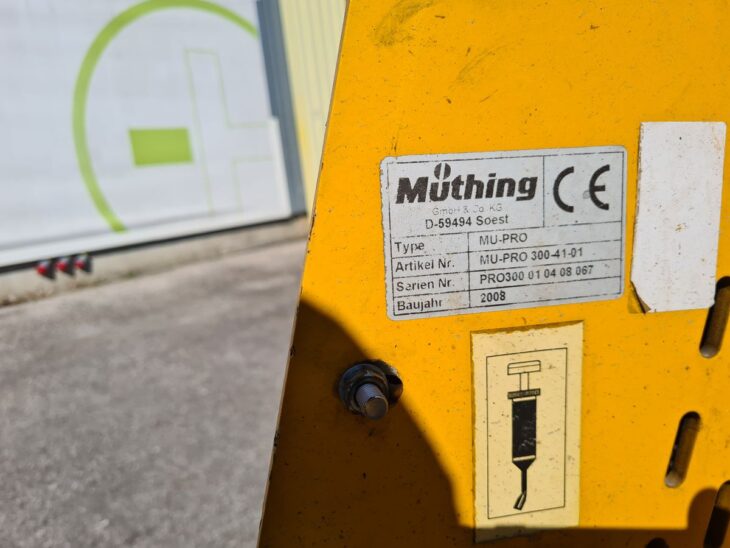 Müthing
GmbH & Co. KG
D-59494 Soest
CE
Type MU-PRO
Artikel Nr. MU-PRO 300-41-01
Serien Nr. PRO300 01 04 08 067
Baujahr 2008